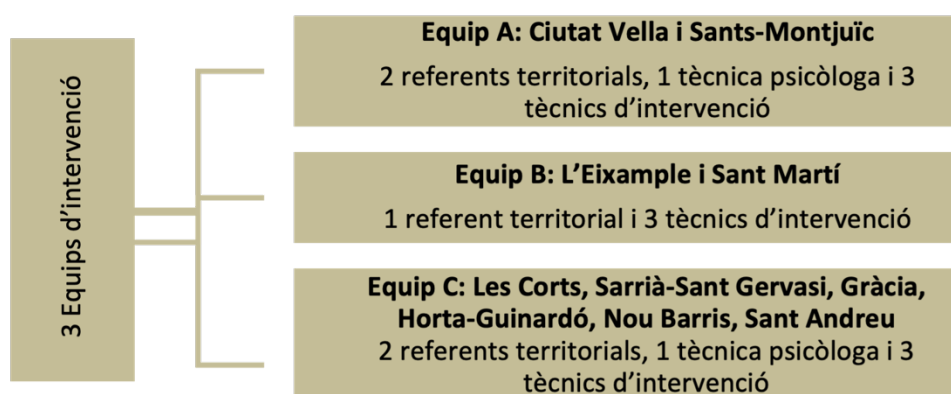 3 Equips d’intervenció
Equip A: Ciutat Vella i Sants-Montjuïc
2 referents territorials, 1 tècnica psicòloga i 3
tècnics d’intervenció
Equip B: L’Eixample i Sant Martí
1 referent territorial i 3 tècnics d’intervenció
Equip C: Les Corts, Sarrià-Sant Gervasi, Gràcia,
Horta-Guinardó, Nou Barris, Sant Andreu
2 referents territorials, 1 tècnica psicòloga i 3
tècnics d’intervenció